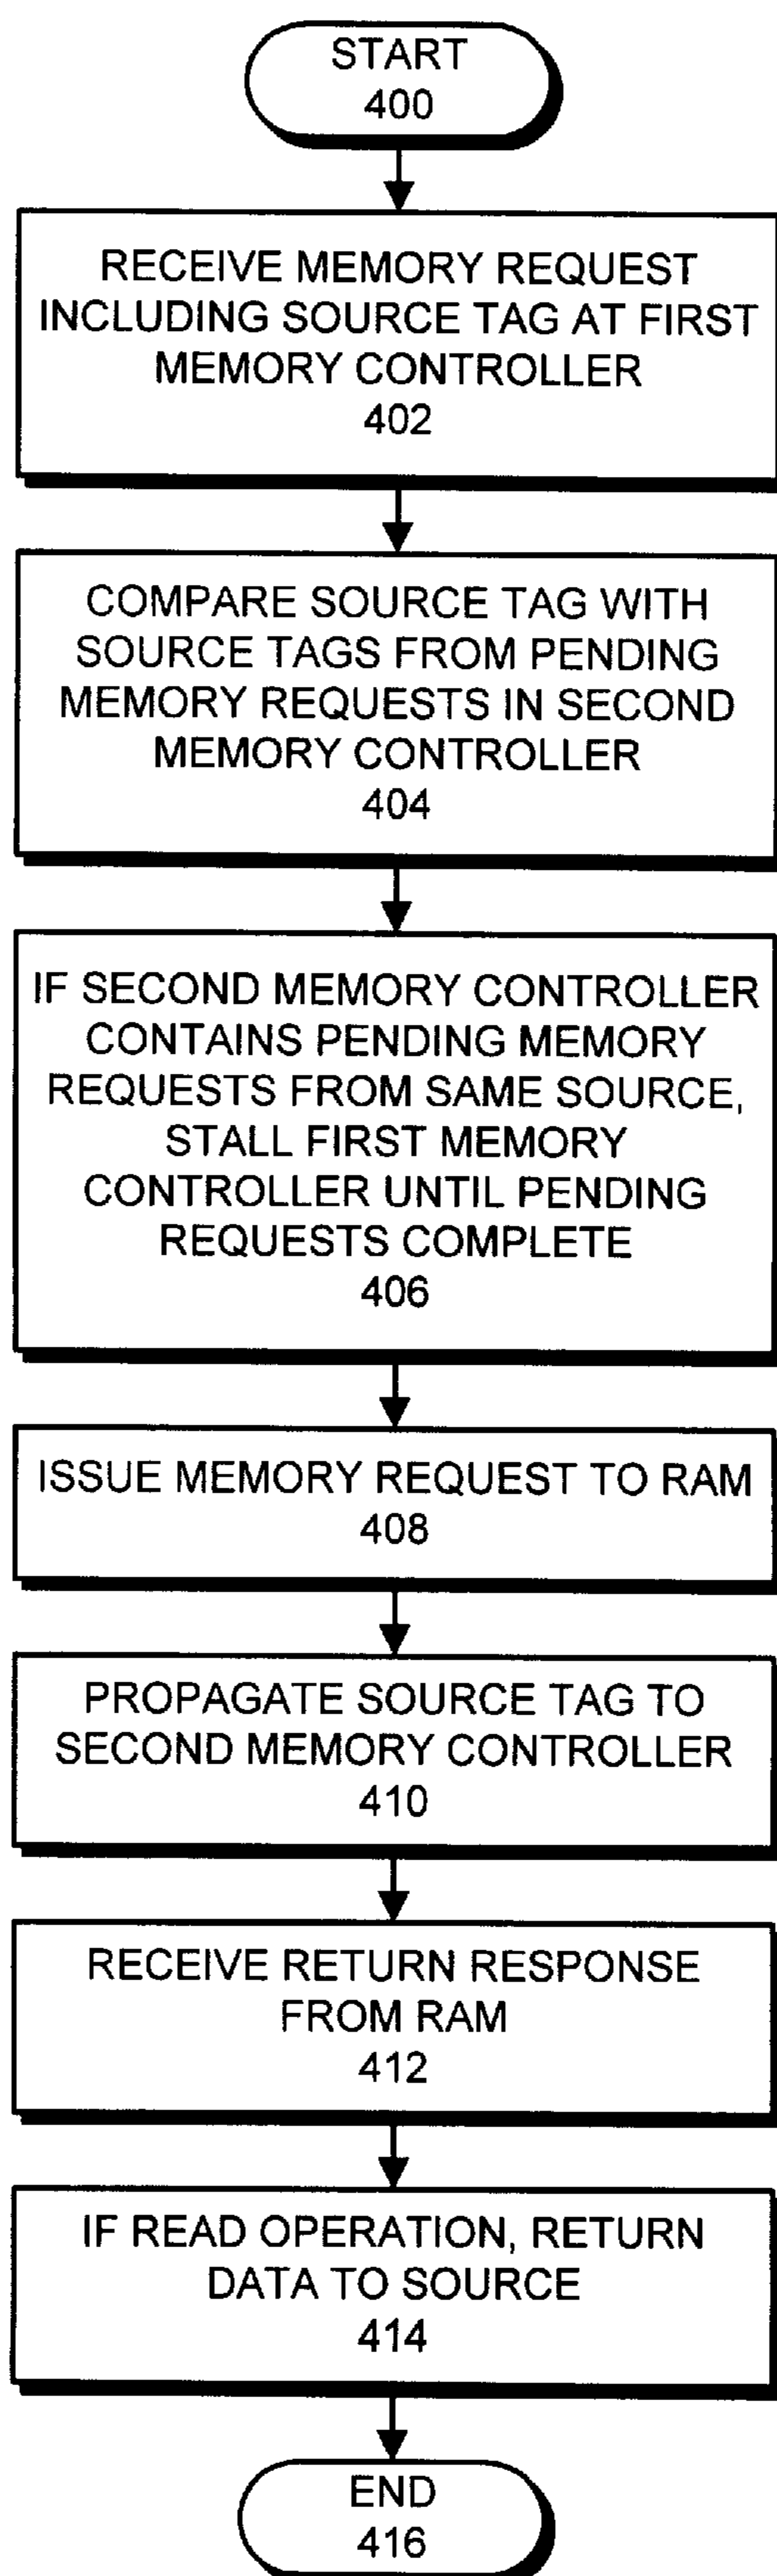 START
400
RECEIVE MEMORY REQUEST
INCLUDING SOURCE TAG AT FIRST
MEMORY CONTROLLER
402
COMPARE SOURCE TAG WITH
SOURCE TAGS FROM PENDING
MEMORY REQUESTS IN SECOND
MEMORY CONTROLLER
404
IF SECOND MEMORY CONTROLLER
CONTAINS PENDING MEMORY
REQUESTS FROM SAME SOURCE,
STALL FIRST MEMORY
CONTROLLER UNTIL PENDING
REQUESTS COMPLETE
406
ISSUE MEMORY REQUEST TO RAM
408
PROPAGATE SOURCE TAG TO
SECOND MEMORY CONTROLLER
410
RECEIVE RETURN RESPONSE
FROM RAM
412
IF READ OPERATION, RETURN
DATA TO SOURCE
414
END
416